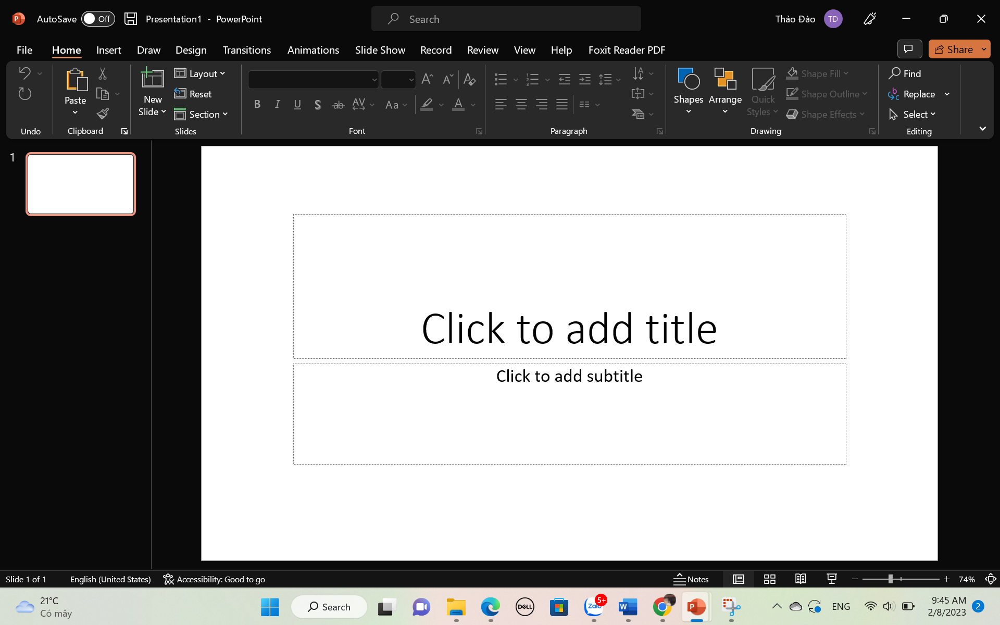 AutoSave Off Presentation1 - PowerPoint Search Thảo Đào TĐ
File Home Insert Draw Design Transitions Animations Slide Show Record Review View Help Foxit Reader PDF Share
Undo
Paste
Clipboard
New Slide
Layout
Reset
Section
Slides
Font
Paragraph
Shapes
Arrange
Quick Styles
Shape Fill
Shape Outline
Shape Effects
Drawing
Find
Replace
Select
Editing
1
Click to add title
Click to add subtitle
Slide 1 of 1 English (United States) Accessibility: Good to go Notes 74%
21°C
Có mây
Search
DELL
Zalo
5+
ENG
9:45 AM
2/8/2023
2